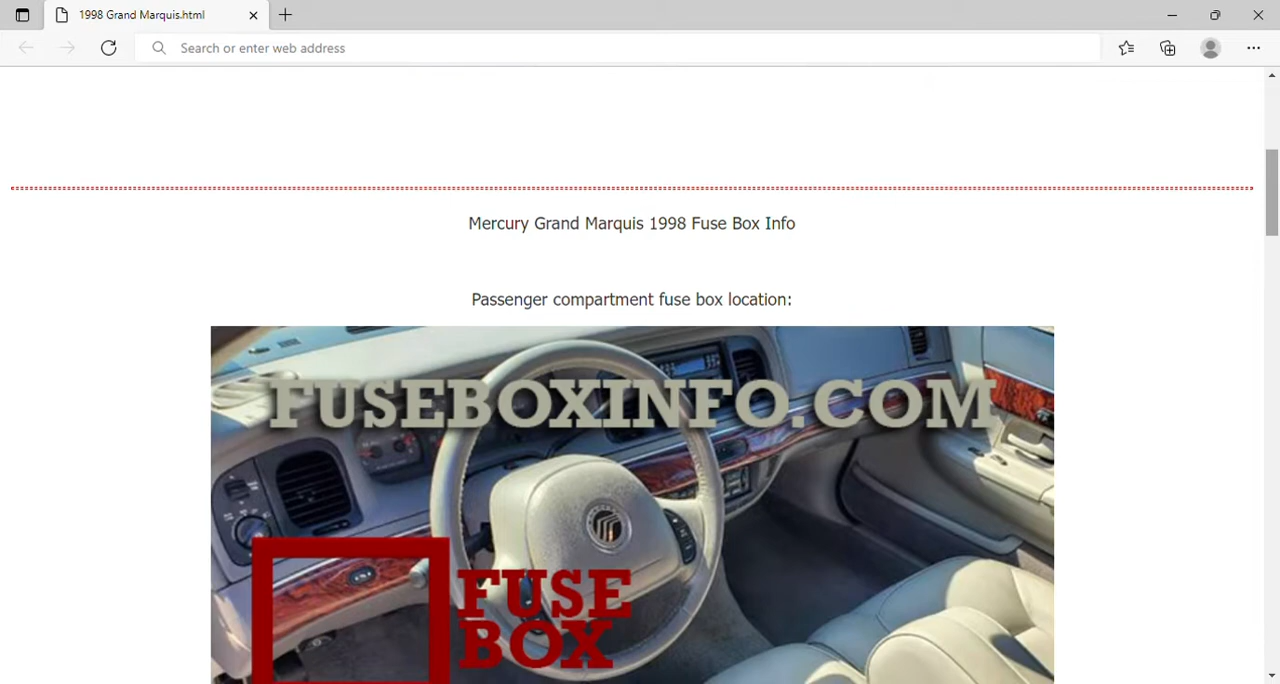 1998 Grand Marquis.html
Search or enter web address
Mercury Grand Marquis 1998 Fuse Box Info
Passenger compartment fuse box location:
FUSEBOXINFO.COM
FUSE
BOX